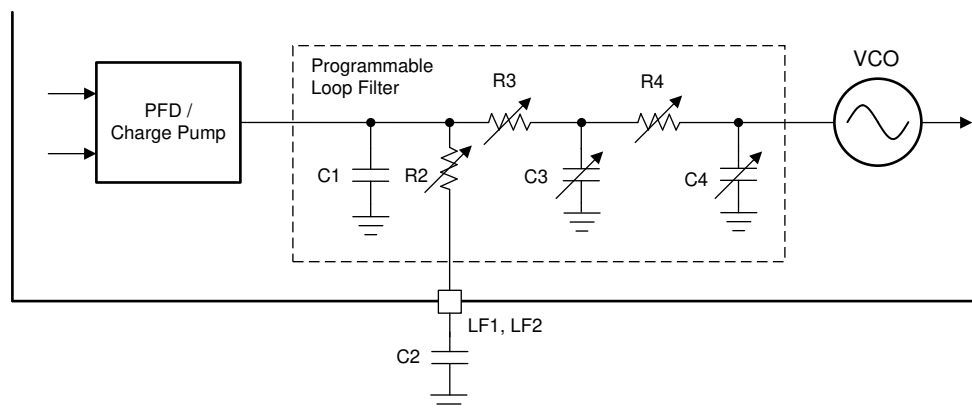 Programmable
Loop Filter
VCO
PFD /
Charge Pump
R3
R4
C1
R2
C3
C4
LF1, LF2
C2